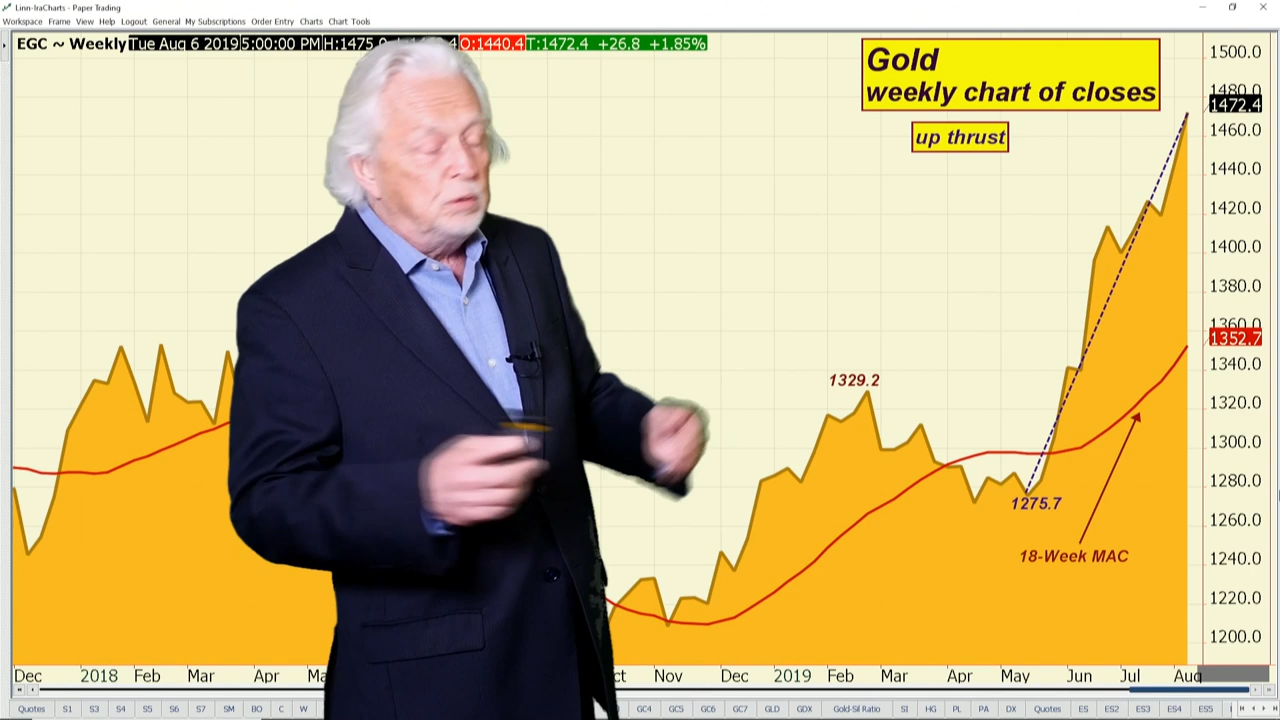 Linn-IraCharts - Paper Trading
Workspace Frame View Help Logout General My Subscriptions Order Entry Charts Chart Tools
EGC ~ Weekly Tue Aug 6 2019 5:00:00 PM H:1475.0 O:1440.4 T:1472.4 +26.8 +1.85%
Gold
weekly chart of closes
up thrust
1500.0
1480.0
1472.4
1460.0
1440.0
1420.0
1400.0
1380.0
1360.0
1352.7
1340.0
1329.2
1320.0
1300.0
1280.0
1275.7
1260.0
18-Week MAC
1240.0
1220.0
1200.0
Dec 2018 Feb Mar Apr Nov Dec 2019 Feb Mar Apr May Jun Jul Aug
Quotes S1 S3 S4 S5 S6 S7 SM BO C W GC4 GC5 GC6 GC7 GLD GDX Gold-Sil Ratio SI HG PL PA DX Quotes ES ES2 ES3 ES4 ES5